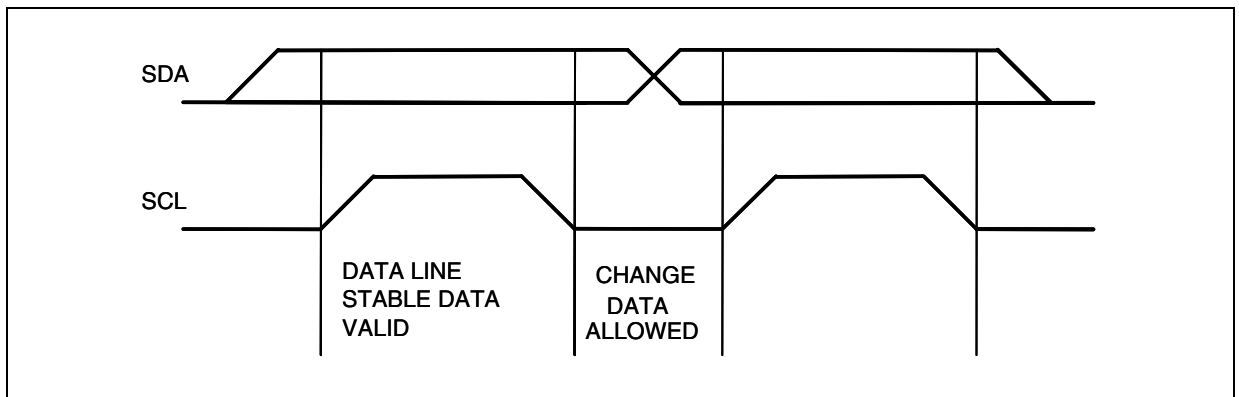 SDA
SCL
DATA LINE
STABLE DATA
VALID
CHANGE
DATA
ALLOWED